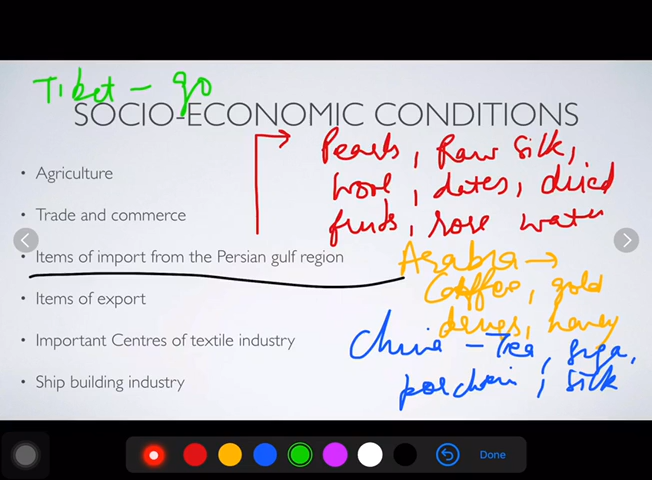 Tibet - go
SOCIO-ECONOMIC CONDITIONS
Pearls, Raw Silk,
wool, dates, dried
fruits, rose water
• Agriculture
• Trade and commerce
• Items of import from the Persian gulf region
Arabia →
Coffee, gold
drugs, honey
• Items of export
China - Tea, suga,
porcelain, silk
• Important Centres of textile industry
• Ship building industry
Done